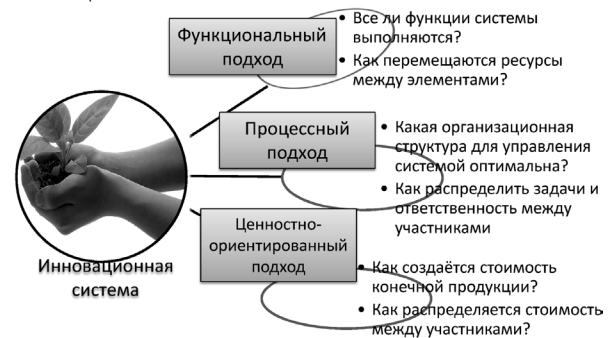 Функциональный
подход
• Все ли функции системы
выполняются?
• Как перемещаются ресурсы
между элементами?
Процессный
подход
• Какая организационная
структура для управления
системой оптимальна?
• Как распределить задачи и
ответственность между
участниками
Ценностно-
ориентированный
подход
• Как создаётся стоимость
конечной продукции?
• Как распределяется стоимость
между участниками?
Инновационная
система